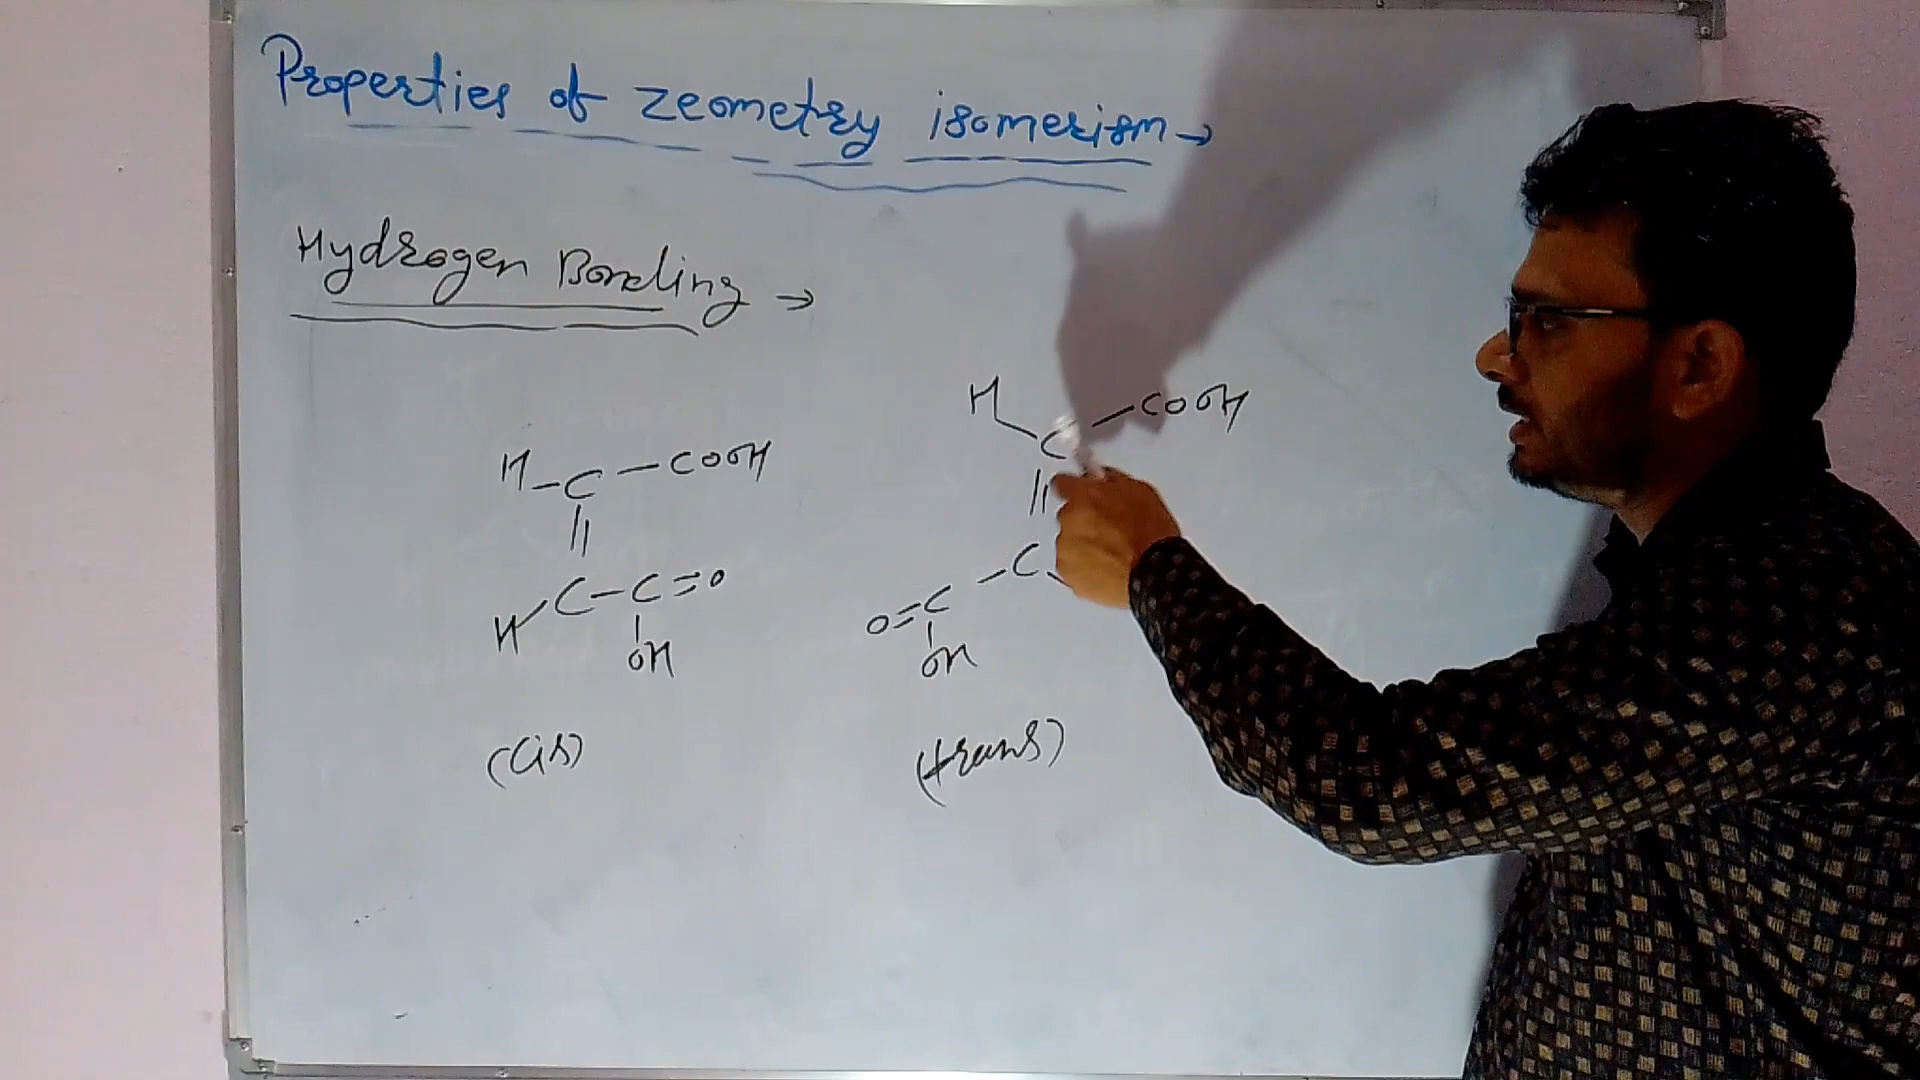 Properties of zeometry isomerism →
Hydrogen Bonding →
H - C - COOH
||
H / C - C = O
|
OH
(Cis)
H \ C - COOH
||
O = C - C
|
OH
(trans)